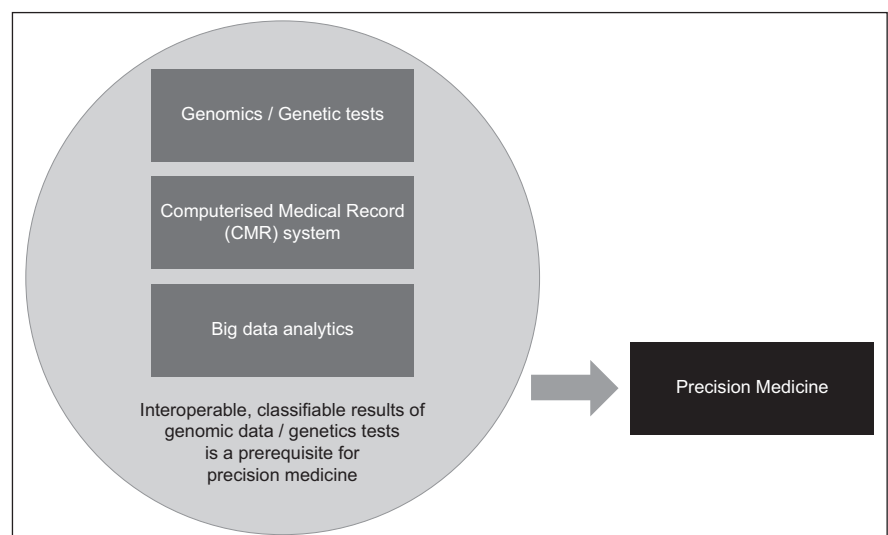 Genomics / Genetic tests
Computerised Medical Record
(CMR) system
Big data analytics
Interoperable, classifiable results of
genomic data / genetics tests
is a prerequisite for
precision medicine
Precision Medicine